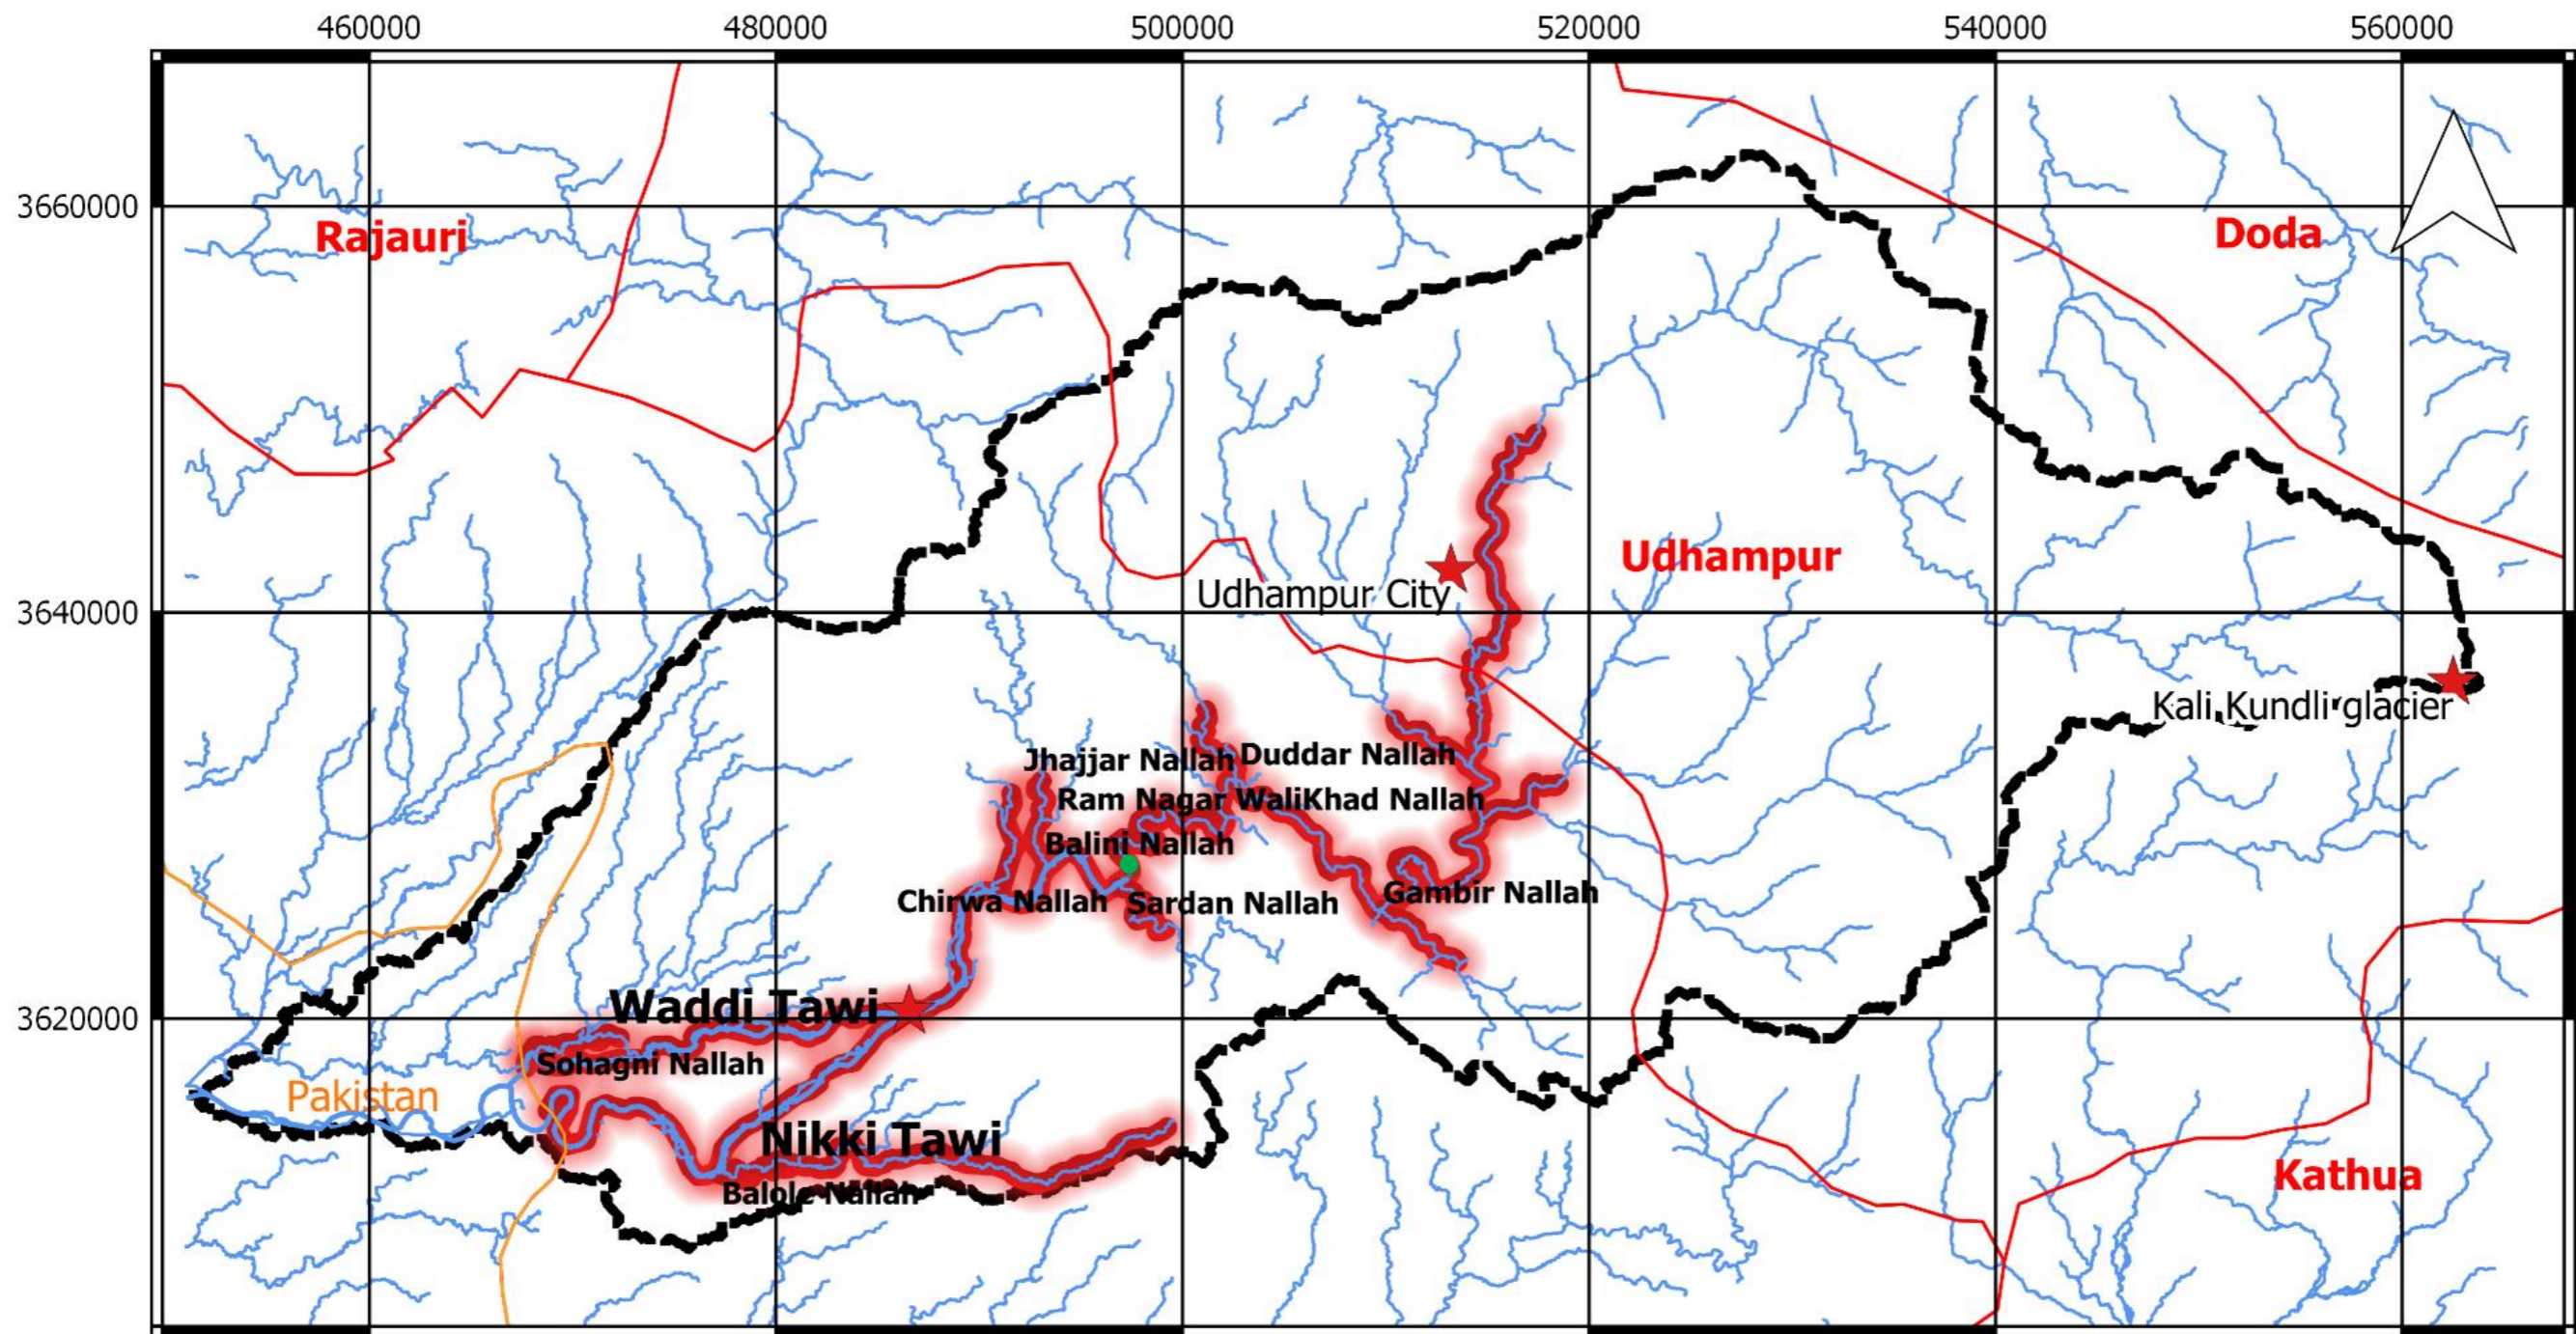 460000 480000 500000 520000 540000 560000
3660000
Rajauri
Doda
Udhampur
Udhampur City
3640000
Kali Kundli glacier
Jhajjar Nallah
Duddar Nallah
Ram Nagar WaliKhad Nallah
Balini Nallah
Chirwa Nallah
Sardan Nallah
Gambir Nallah
Waddi Tawi
3620000
Sohagni Nallah
Pakistan
Nikki Tawi
Kathua
Balole Nallah